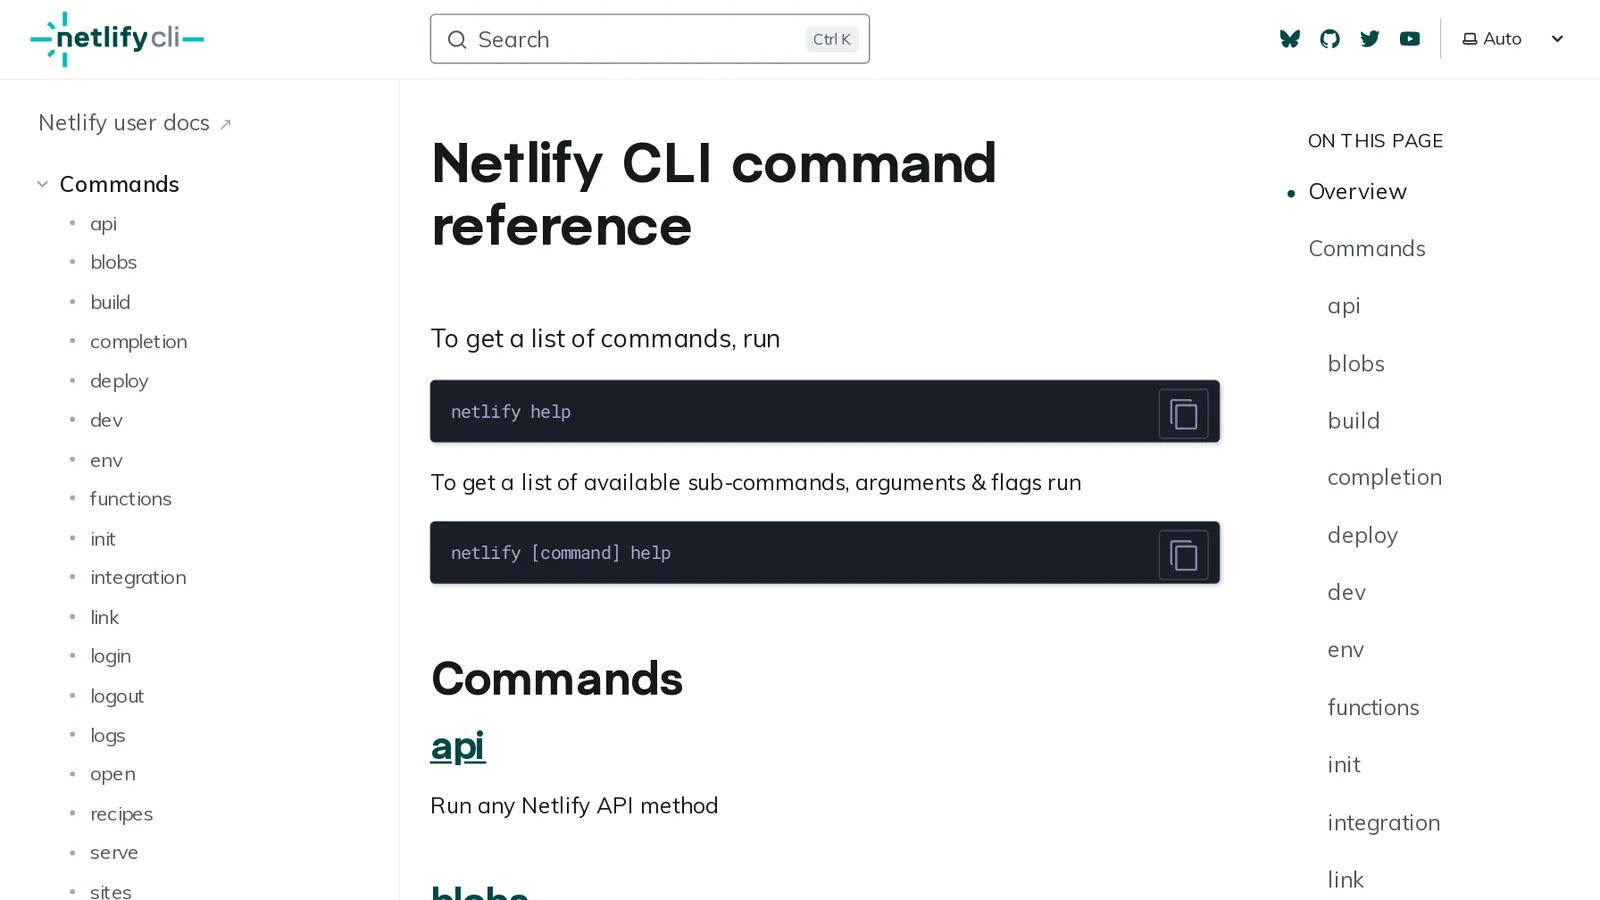 netlify cli
Search
Ctrl K
Auto
Netlify user docs ↗
Commands
api
blobs
build
completion
deploy
dev
env
functions
init
integration
link
login
logout
logs
open
recipes
serve
sites
Netlify CLI command
reference
To get a list of commands, run
netlify help
To get a list of available sub-commands, arguments & flags run
netlify [command] help
Commands
api
Run any Netlify API method
blobs
ON THIS PAGE
Overview
Commands
api
blobs
build
completion
deploy
dev
env
functions
init
integration
link